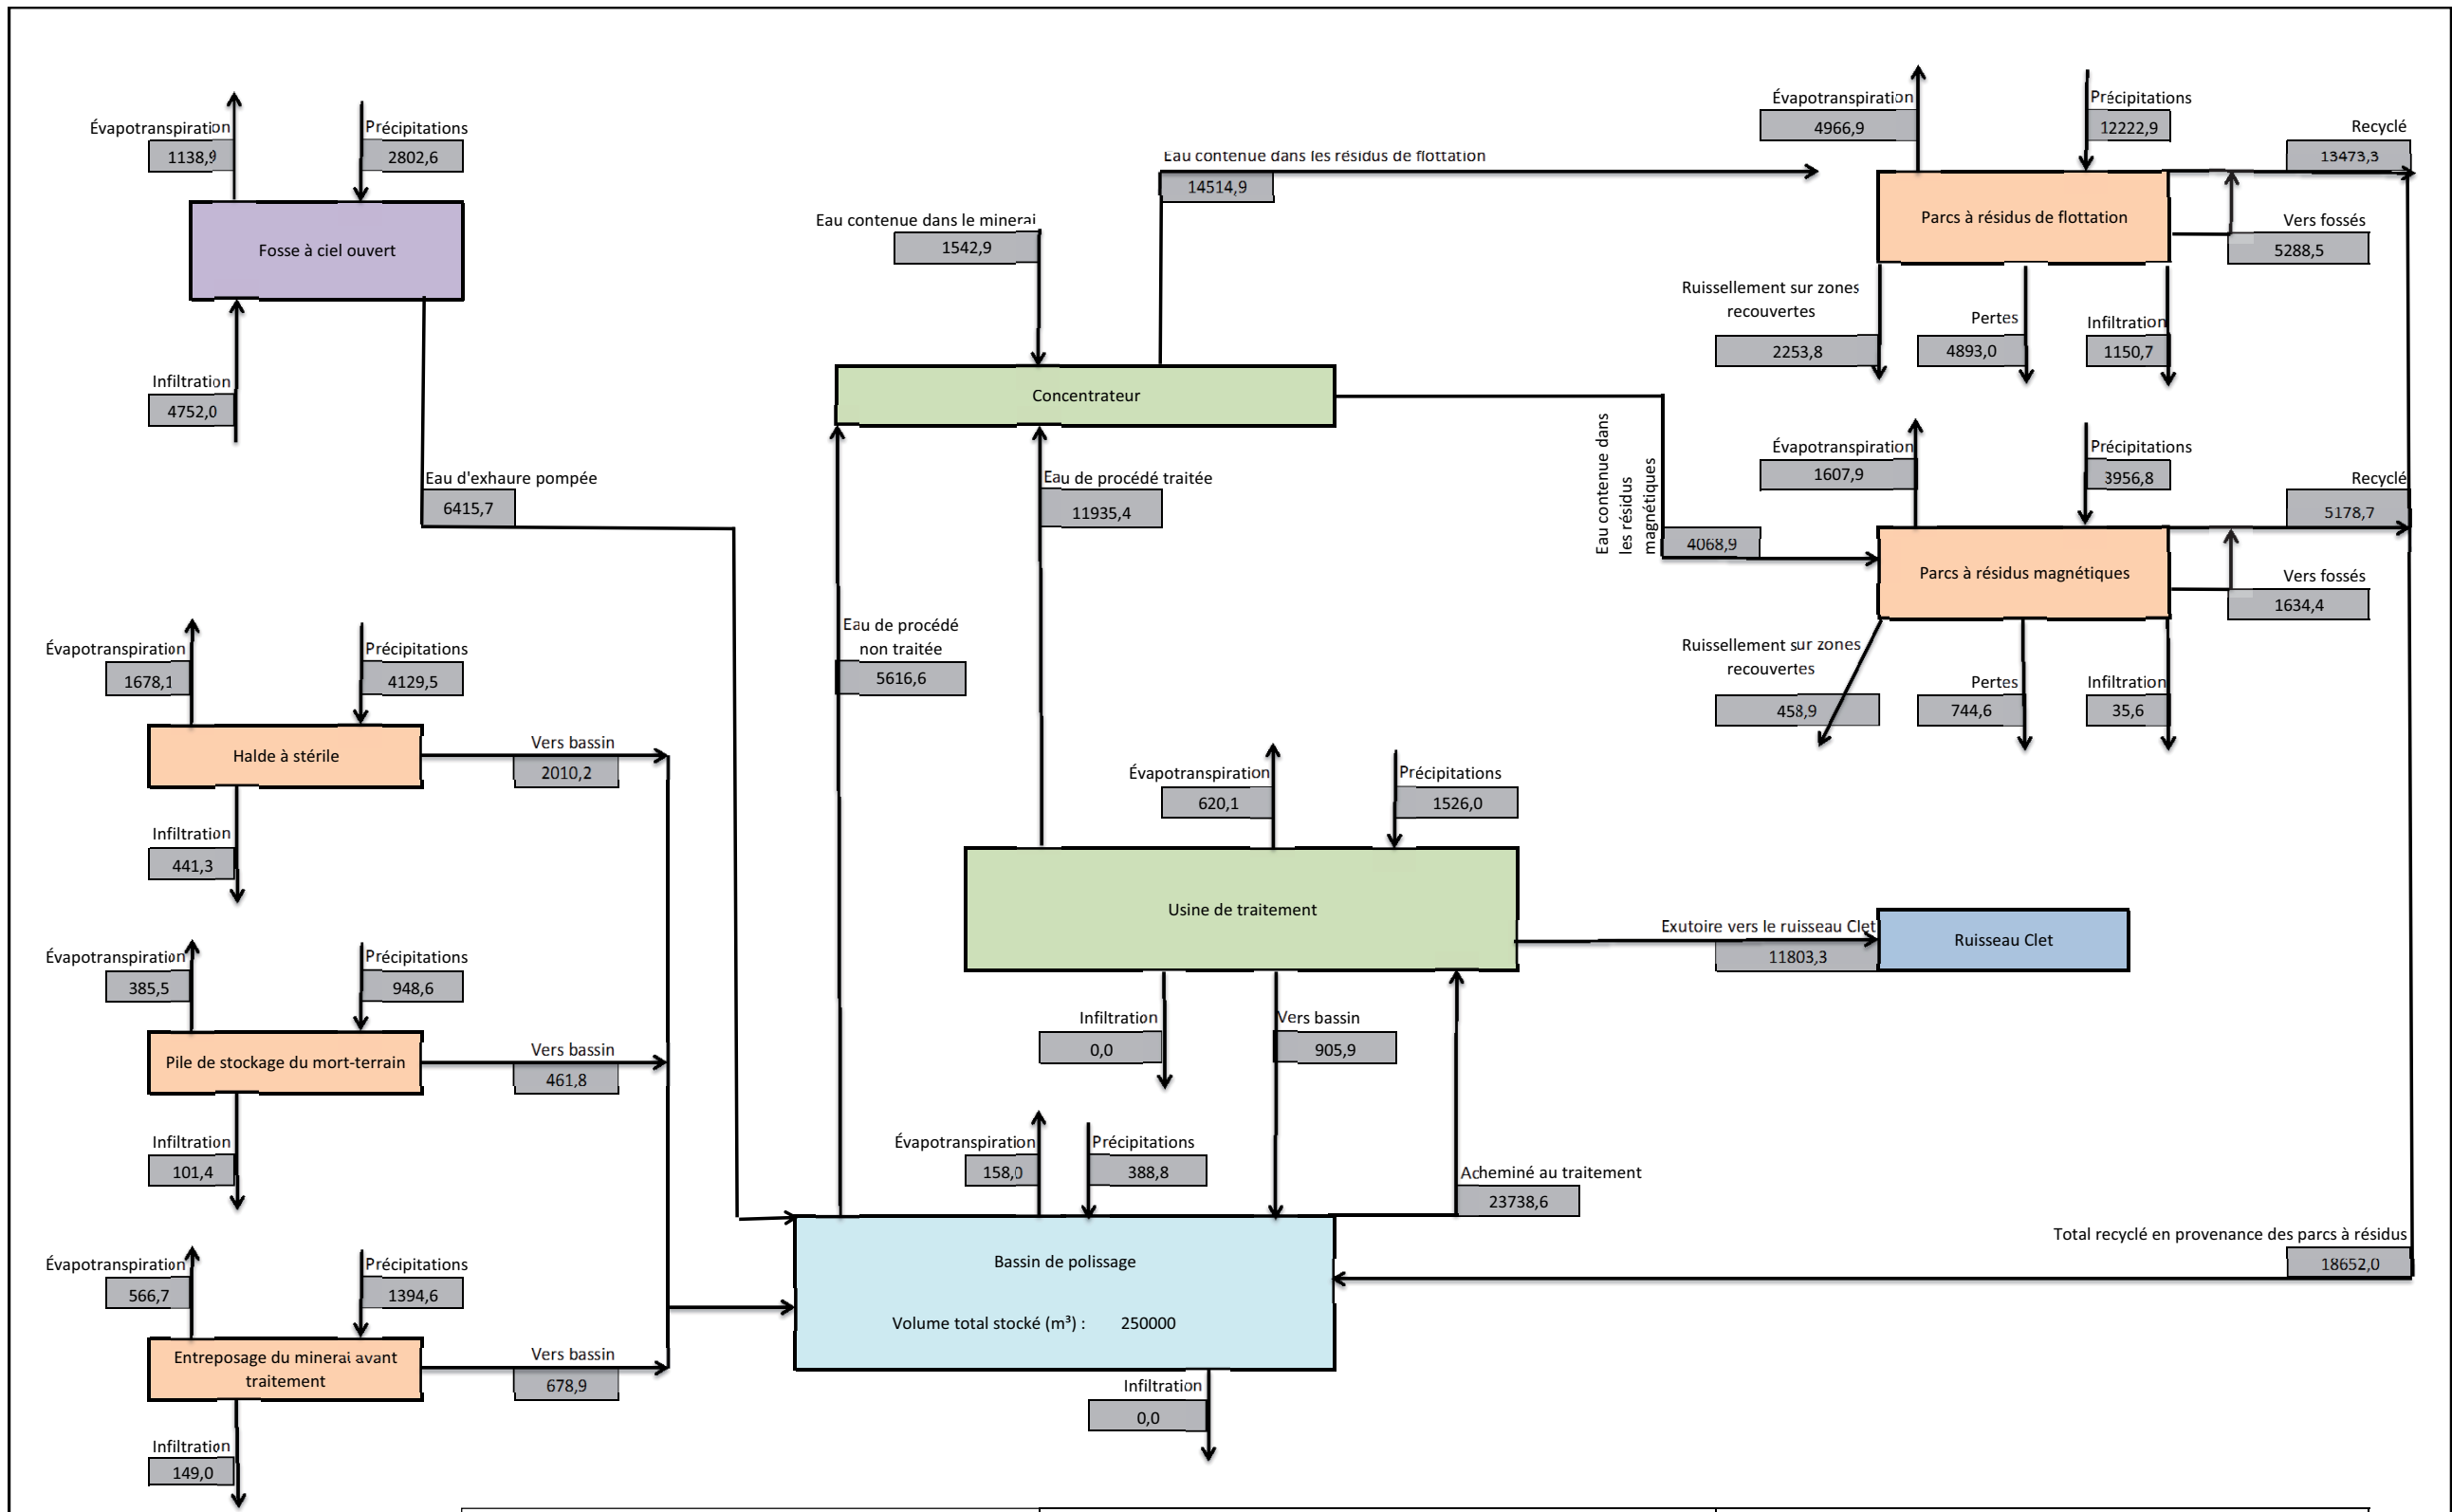 Évapotranspiration
1138,9
Précipitations
2802,6
Fosse à ciel ouvert
Infiltration
4752,0
Eau d'exhaure pompée
6415,7
Évapotranspiration
1678,1
Précipitations
4129,5
Halde à stérile
Vers bassin
2010,2
Infiltration
441,3
Évapotranspiration
385,5
Précipitations
948,6
Pile de stockage du mort-terrain
Vers bassin
461,8
Infiltration
101,4
Évapotranspiration
566,7
Précipitations
1394,6
Entreposage du minerai avant
traitement
Vers bassin
678,9
Infiltration
149,0
Eau contenue dans les résidus de flottation
14514,9
Eau contenue dans le minerai
1542,9
Concentrateur
Eau de procédé traitée
11935,4
Eau de procédé
non traitée
5616,6
Eau contenue dans
les résidus
magnétiques
4068,9
Évapotranspiration
620,1
Précipitations
1526,0
Usine de traitement
Exutoire vers le ruisseau Clet
11803,3
Ruisseau Clet
Infiltration
0,0
Vers bassin
905,9
Évapotranspiration
158,0
Précipitations
388,8
Acheminé au traitement
23738,6
Bassin de polissage
Volume total stocké (m³) : 250000
Infiltration
0,0
Évapotranspiration
4966,9
Précipitations
12222,9
Recyclé
13473,3
Parcs à résidus de flottation
Vers fossés
5288,5
Ruissellement sur zones
recouvertes
2253,8
Pertes
4893,0
Infiltration
1150,7
Évapotranspiration
1607,9
Précipitations
3956,8
Recyclé
5178,7
Parcs à résidus magnétiques
Vers fossés
1634,4
Ruissellement sur zones
recouvertes
458,9
Pertes
744,6
Infiltration
35,6
Total recyclé en provenance des parcs à résidus
18652,0